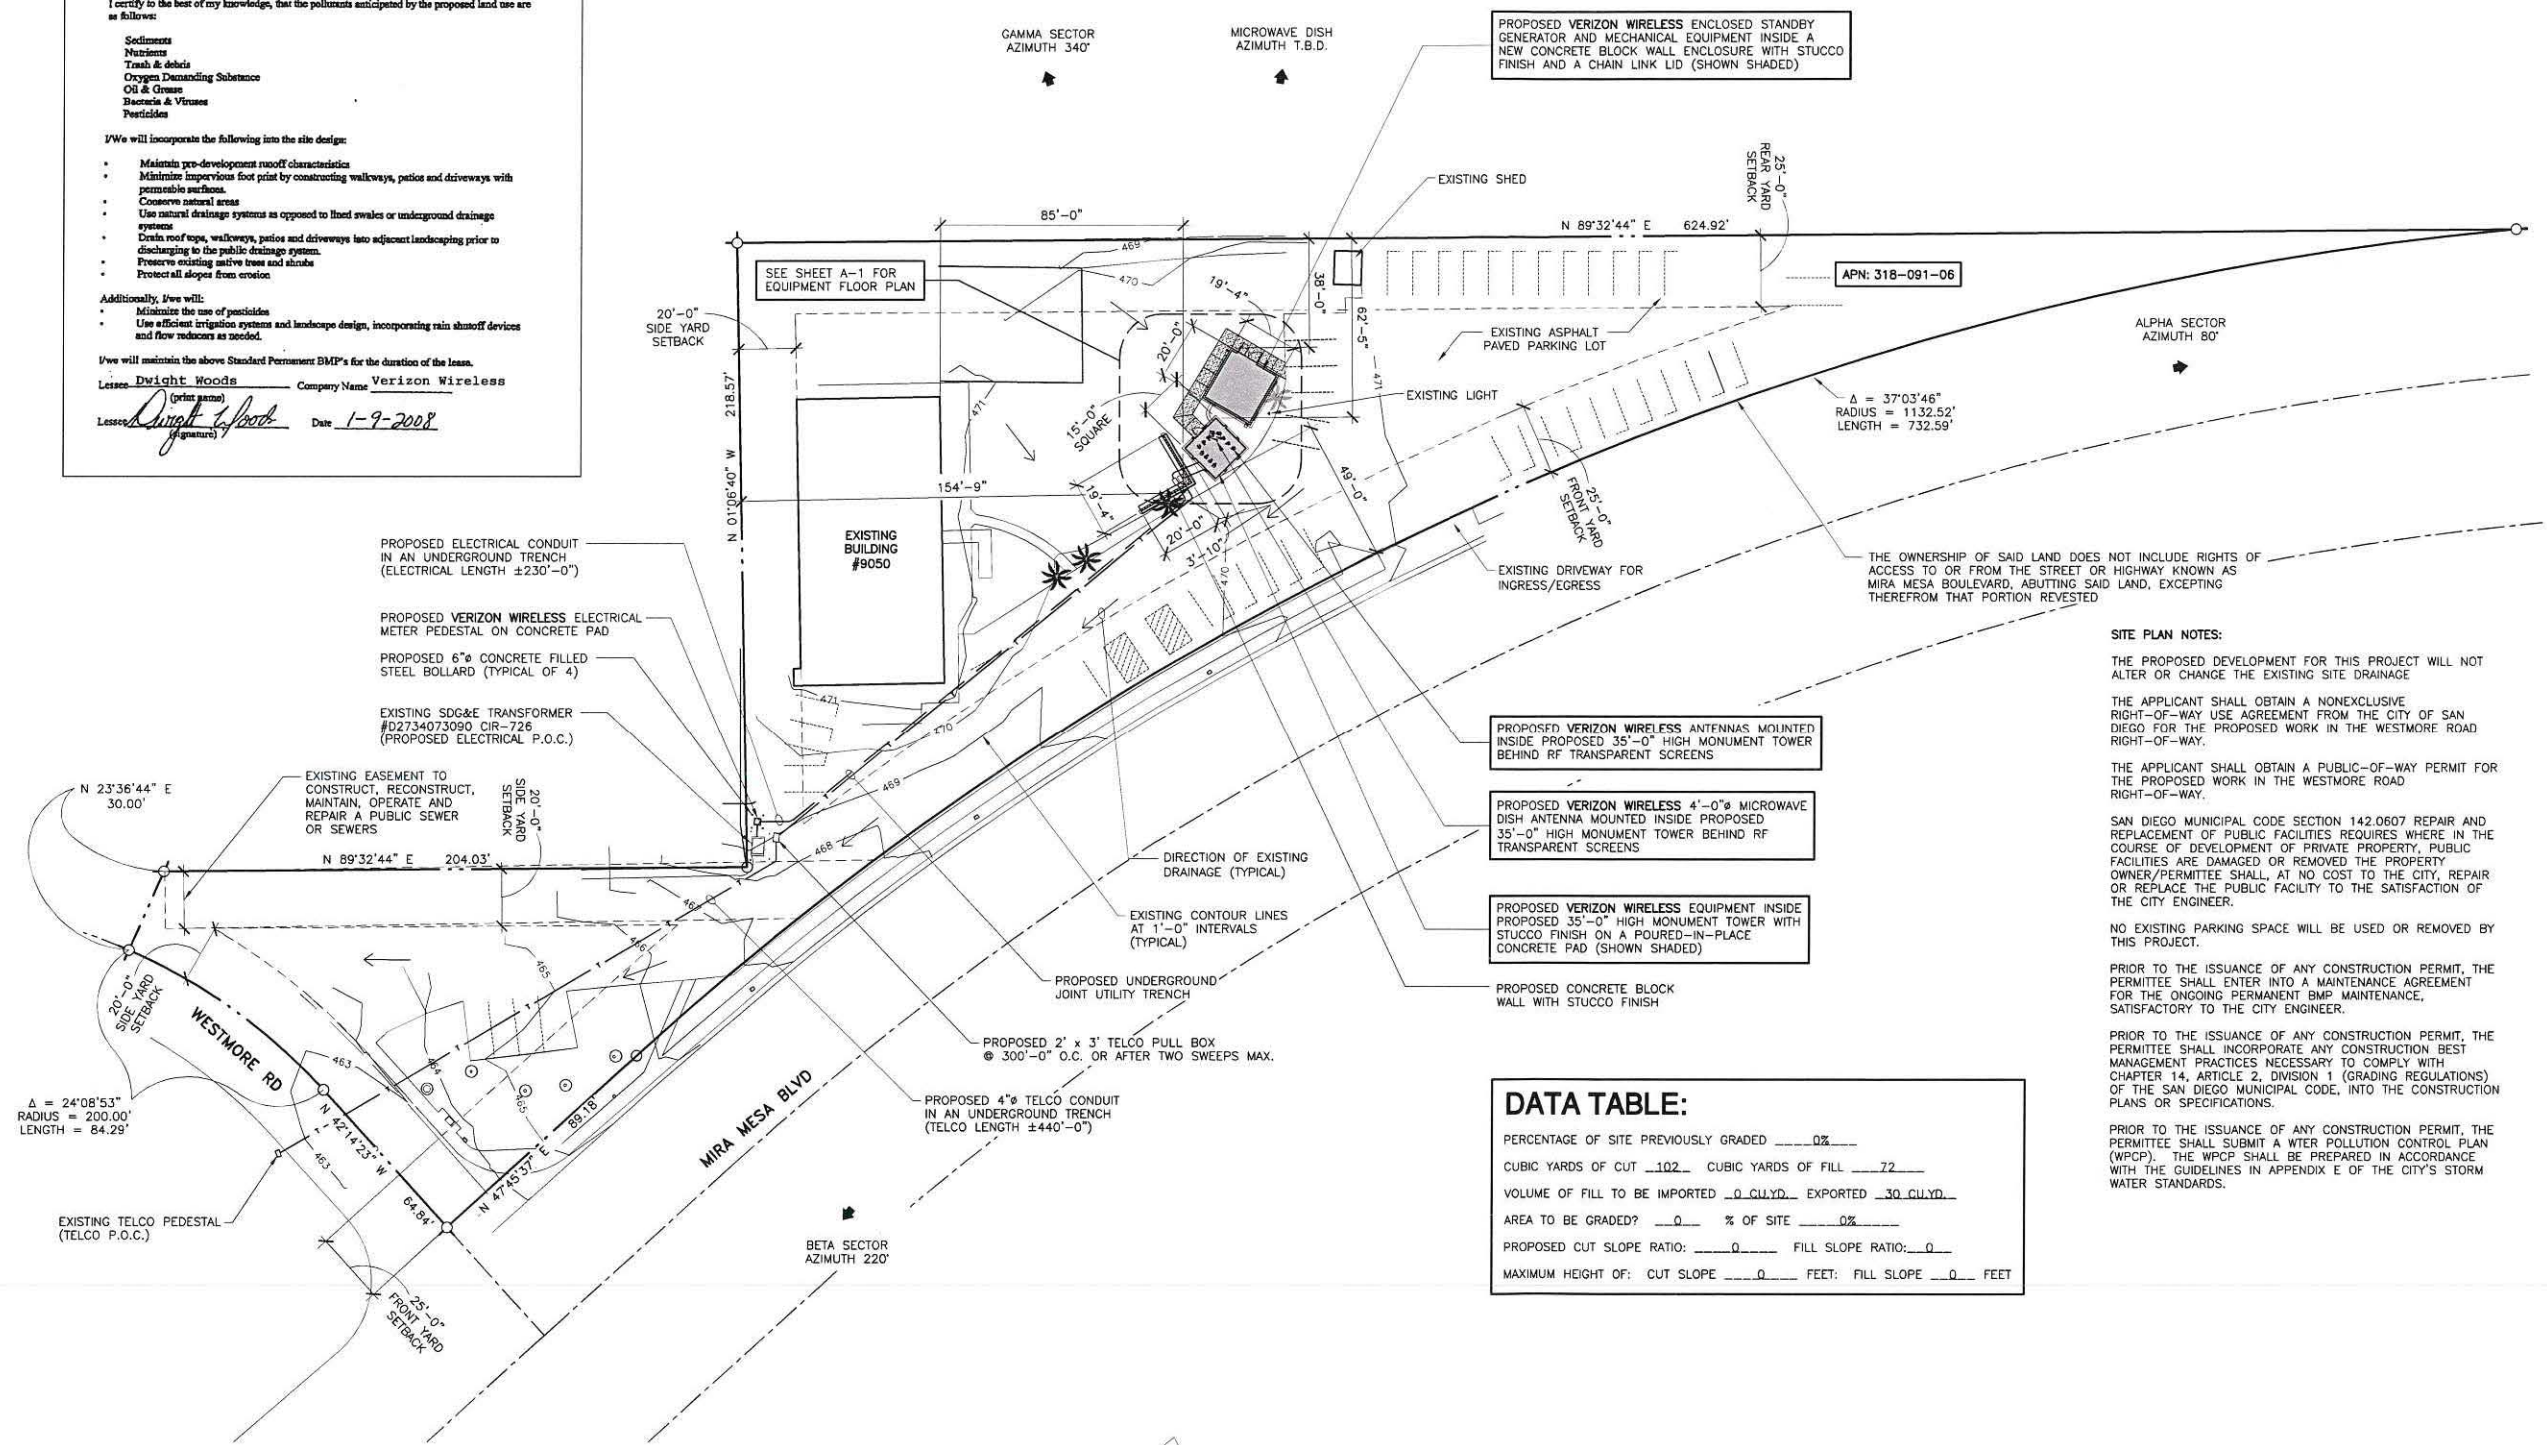 I certify to the best of my knowledge, that the pollutants anticipated by the proposed land use are
as follows:
Sediments
Nutrients
Trash & debris
Oxygen Demanding Substance
Oil & Grease
Bacteria & Viruses
Pesticides
I/We will incorporate the following into the site design:
• Maintain pre-development runoff characteristics
• Minimize impervious foot print by constructing walkways, patios and driveways with
permeable surfaces.
• Conserve natural areas
• Use natural drainage systems as opposed to lined swales or underground drainage
systems
• Drain roof tops, walkways, patios and driveways into adjacent landscaping prior to
discharging to the public drainage system.
• Preserve existing native trees and shrubs
• Protect all slopes from erosion
Additionally, I/we will:
• Minimize the use of pesticides
• Use efficient irrigation systems and landscape design, incorporating rain shutoff devices
and flow reducers as needed.
I/we will maintain the above Standard Permanent BMP's for the duration of the lease.
Lessee Dwight Woods Company Name Verizon Wireless
(print name)
Lessee Dwight Woods Date 1-9-2008
(signature)
GAMMA SECTOR
AZIMUTH 340°
MICROWAVE DISH
AZIMUTH T.B.D.
PROPOSED VERIZON WIRELESS ENCLOSED STANDBY
GENERATOR AND MECHANICAL EQUIPMENT INSIDE A
NEW CONCRETE BLOCK WALL ENCLOSURE WITH STUCCO
FINISH AND A CHAIN LINK LID (SHOWN SHADED)
EXISTING SHED
25'-0"
REAR YARD
SETBACK
85'-0"
N 89°32'44" E 624.92'
469
470
SEE SHEET A-1 FOR
EQUIPMENT FLOOR PLAN
APN: 318-091-06
20'-0"
SIDE YARD
SETBACK
19'-4"
38'-0"
62'-5"
20'-0"
471
EXISTING ASPHALT
PAVED PARKING LOT
ALPHA SECTOR
AZIMUTH 80°
EXISTING LIGHT
Δ = 37°03'46"
RADIUS = 1132.52'
LENGTH = 732.59'
N 01°06'40" W 218.57'
471
15'-0"
SQUARE
154'-9"
19'-4"
49'-0"
25'-0"
FRONT YARD
SETBACK
20'-0"
3'-10"
470
EXISTING
BUILDING
#9050
PROPOSED ELECTRICAL CONDUIT
IN AN UNDERGROUND TRENCH
(ELECTRICAL LENGTH ±230'-0")
EXISTING DRIVEWAY FOR
INGRESS/EGRESS
THE OWNERSHIP OF SAID LAND DOES NOT INCLUDE RIGHTS OF
ACCESS TO OR FROM THE STREET OR HIGHWAY KNOWN AS
MIRA MESA BOULEVARD, ABUTTING SAID LAND, EXCEPTING
THEREFROM THAT PORTION REVESTED
PROPOSED VERIZON WIRELESS ELECTRICAL
METER PEDESTAL ON CONCRETE PAD
PROPOSED 6"ø CONCRETE FILLED
STEEL BOLLARD (TYPICAL OF 4)
EXISTING SDG&E TRANSFORMER
#D2734073090 CIR-726
(PROPOSED ELECTRICAL P.O.C.)
471
470
469
468
PROPOSED VERIZON WIRELESS ANTENNAS MOUNTED
INSIDE PROPOSED 35'-0" HIGH MONUMENT TOWER
BEHIND RF TRANSPARENT SCREENS
PROPOSED VERIZON WIRELESS 4'-0"ø MICROWAVE
DISH ANTENNA MOUNTED INSIDE PROPOSED
35'-0" HIGH MONUMENT TOWER BEHIND RF
TRANSPARENT SCREENS
PROPOSED VERIZON WIRELESS EQUIPMENT INSIDE
PROPOSED 35'-0" HIGH MONUMENT TOWER WITH
STUCCO FINISH ON A POURED-IN-PLACE
CONCRETE PAD (SHOWN SHADED)
PROPOSED CONCRETE BLOCK
WALL WITH STUCCO FINISH
DIRECTION OF EXISTING
DRAINAGE (TYPICAL)
EXISTING CONTOUR LINES
AT 1'-0" INTERVALS
(TYPICAL)
PROPOSED UNDERGROUND
JOINT UTILITY TRENCH
PROPOSED 2' x 3' TELCO PULL BOX
@ 300'-0" O.C. OR AFTER TWO SWEEPS MAX.
PROPOSED 4"ø TELCO CONDUIT
IN AN UNDERGROUND TRENCH
(TELCO LENGTH ±440'-0")
N 23°36'44" E
30.00'
EXISTING EASEMENT TO
CONSTRUCT, RECONSTRUCT,
MAINTAIN, OPERATE AND
REPAIR A PUBLIC SEWER
OR SEWERS
20'-0"
SIDE YARD
SETBACK
N 89°32'44" E 204.03'
466
465
20'-0"
SIDE YARD
SETBACK
WESTMORE RD
463
464
465
463
Δ = 24°08'53"
RADIUS = 200.00'
LENGTH = 84.29'
N 42°14'23" W
64.84'
N 47°45'37" E
89.18'
MIRA MESA BLVD
EXISTING TELCO PEDESTAL
(TELCO P.O.C.)
25'-0"
FRONT YARD
SETBACK
BETA SECTOR
AZIMUTH 220°
SITE PLAN NOTES:
THE PROPOSED DEVELOPMENT FOR THIS PROJECT WILL NOT
ALTER OR CHANGE THE EXISTING SITE DRAINAGE
THE APPLICANT SHALL OBTAIN A NONEXCLUSIVE
RIGHT-OF-WAY USE AGREEMENT FROM THE CITY OF SAN
DIEGO FOR THE PROPOSED WORK IN THE WESTMORE ROAD
RIGHT-OF-WAY.
THE APPLICANT SHALL OBTAIN A PUBLIC-OF-WAY PERMIT FOR
THE PROPOSED WORK IN THE WESTMORE ROAD
RIGHT-OF-WAY.
SAN DIEGO MUNICIPAL CODE SECTION 142.0607 REPAIR AND
REPLACEMENT OF PUBLIC FACILITIES REQUIRES WHERE IN THE
COURSE OF DEVELOPMENT OF PRIVATE PROPERTY, PUBLIC
FACILITIES ARE DAMAGED OR REMOVED THE PROPERTY
OWNER/PERMITTEE SHALL, AT NO COST TO THE CITY, REPAIR
OR REPLACE THE PUBLIC FACILITY TO THE SATISFACTION OF
THE CITY ENGINEER.
NO EXISTING PARKING SPACE WILL BE USED OR REMOVED BY
THIS PROJECT.
PRIOR TO THE ISSUANCE OF ANY CONSTRUCTION PERMIT, THE
PERMITTEE SHALL ENTER INTO A MAINTENANCE AGREEMENT
FOR THE ONGOING PERMANENT BMP MAINTENANCE,
SATISFACTORY TO THE CITY ENGINEER.
PRIOR TO THE ISSUANCE OF ANY CONSTRUCTION PERMIT, THE
PERMITTEE SHALL INCORPORATE ANY CONSTRUCTION BEST
MANAGEMENT PRACTICES NECESSARY TO COMPLY WITH
CHAPTER 14, ARTICLE 2, DIVISION 1 (GRADING REGULATIONS)
OF THE SAN DIEGO MUNICIPAL CODE, INTO THE CONSTRUCTION
PLANS OR SPECIFICATIONS.
PRIOR TO THE ISSUANCE OF ANY CONSTRUCTION PERMIT, THE
PERMITTEE SHALL SUBMIT A WTER POLLUTION CONTROL PLAN
(WPCP). THE WPCP SHALL BE PREPARED IN ACCORDANCE
WITH THE GUIDELINES IN APPENDIX E OF THE CITY'S STORM
WATER STANDARDS.
DATA TABLE:
PERCENTAGE OF SITE PREVIOUSLY GRADED 0%
CUBIC YARDS OF CUT 102 CUBIC YARDS OF FILL 72
VOLUME OF FILL TO BE IMPORTED 0 CU.YD. EXPORTED 30 CU.YD.
AREA TO BE GRADED? 0 % OF SITE 0%
PROPOSED CUT SLOPE RATIO: 0 FILL SLOPE RATIO: 0
MAXIMUM HEIGHT OF: CUT SLOPE 0 FEET: FILL SLOPE 0 FEET